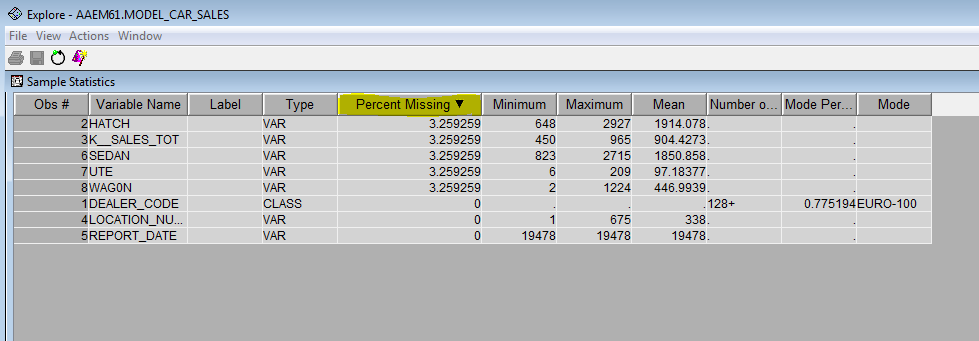 Explore - AAEM61.MODEL_CAR_SALES
File View Actions Window
Sample Statistics
Obs # Variable Name Label Type Percent Missing ▼ Minimum Maximum Mean Number o... Mode Per... Mode
2 HATCH VAR 3.259259 648 2927 1914.078 . .
3 K__SALES_TOT VAR 3.259259 450 965 904.4273 . .
6 SEDAN VAR 3.259259 823 2715 1850.858 . .
7 UTE VAR 3.259259 6 209 97.18377 . .
8 WAG0N VAR 3.259259 2 1224 446.9939 . .
1 DEALER_CODE CLASS 0 . . . 128+ 0.775194 EURO-100
4 LOCATION_NU... VAR 0 1 675 338 . .
5 REPORT_DATE VAR 0 19478 19478 19478 . .